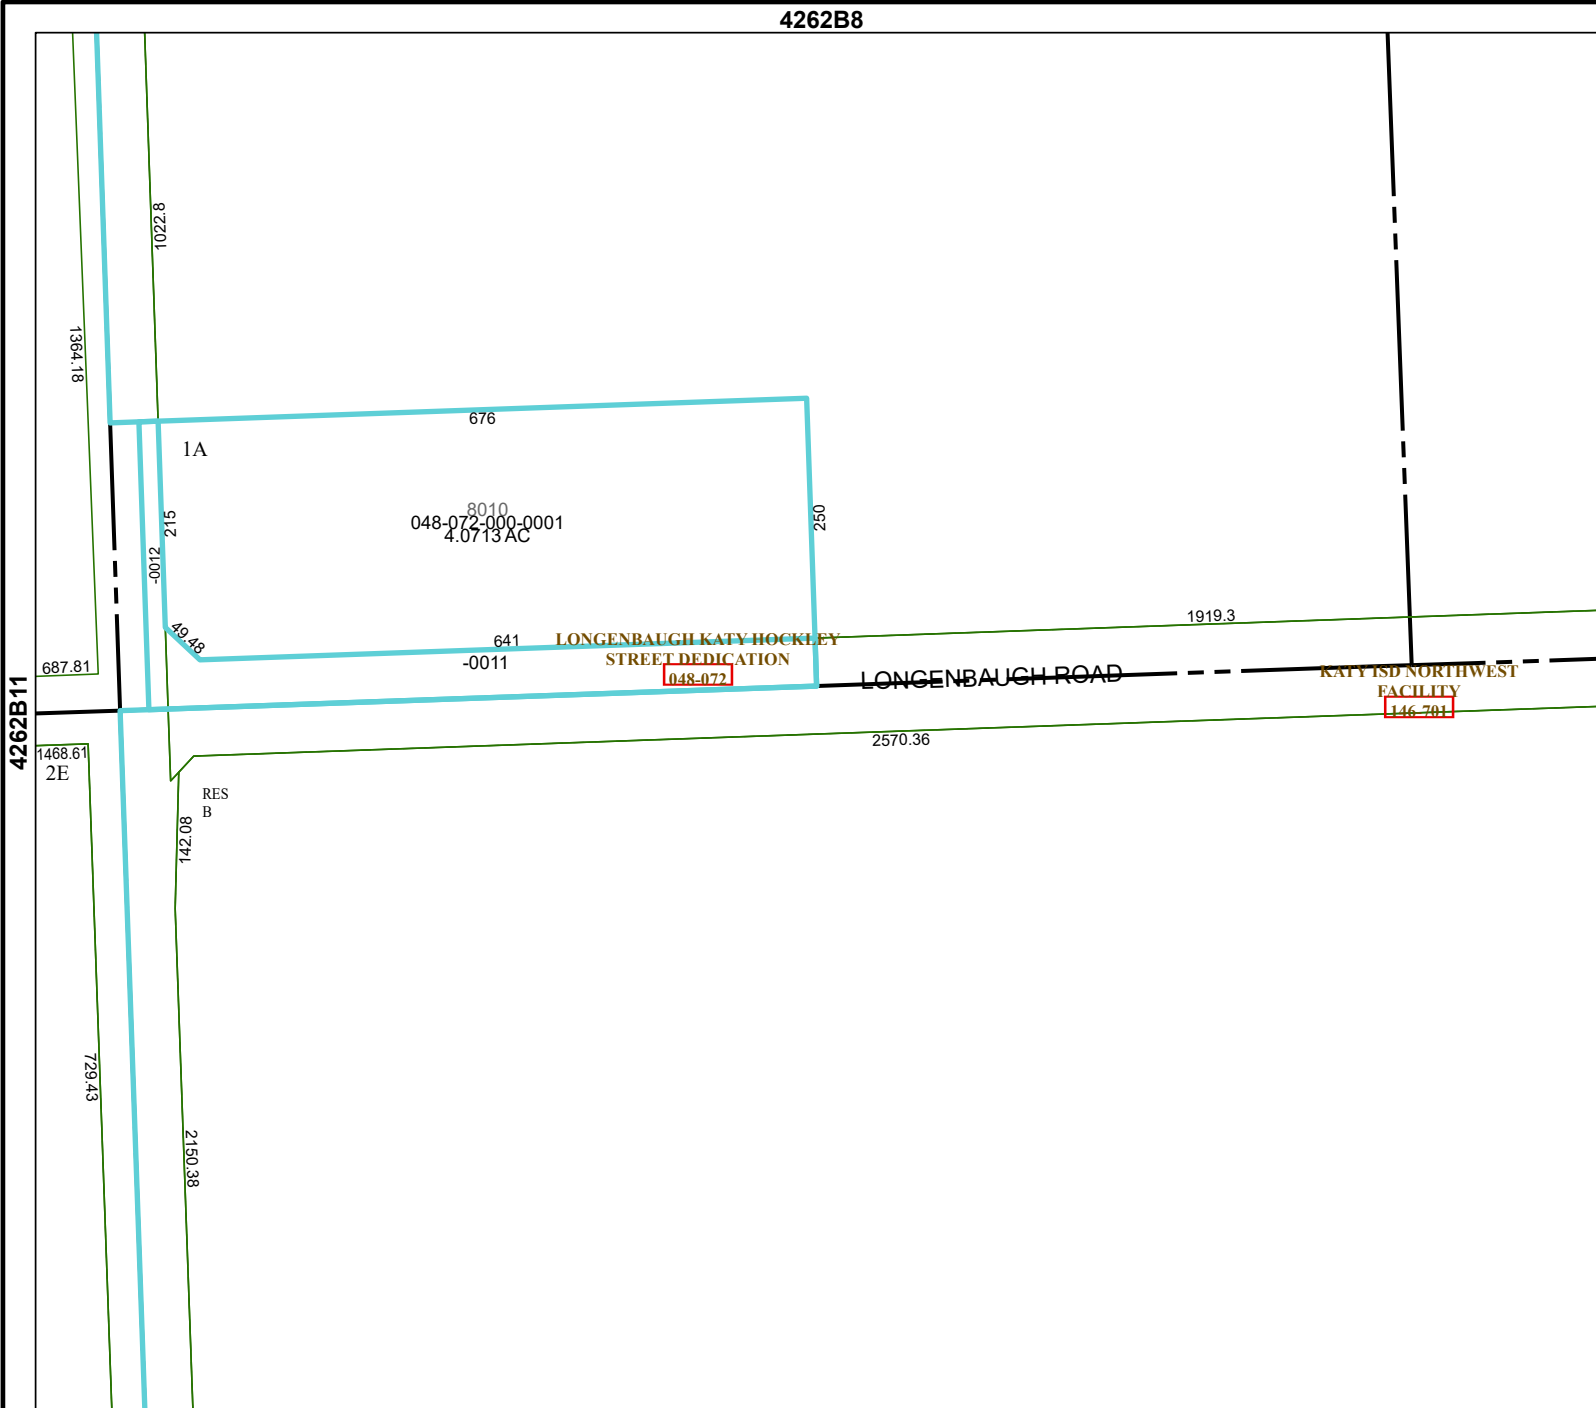 4262B8
1022.8
1364.18
676
1A
8010
048-072-000-0001
4.0713 AC
215
250
-0012
49.48
641
-0011
LONGENBAUGH KATY HOCKLEY
STREET DEDICATION
048-072
1919.3
LONGENBAUGH ROAD
KATY ISD NORTHWEST
FACILITY
146-701
687.81
4262B11
1468.61
2E
2570.36
RES
B
142.08
729.43
2150.38